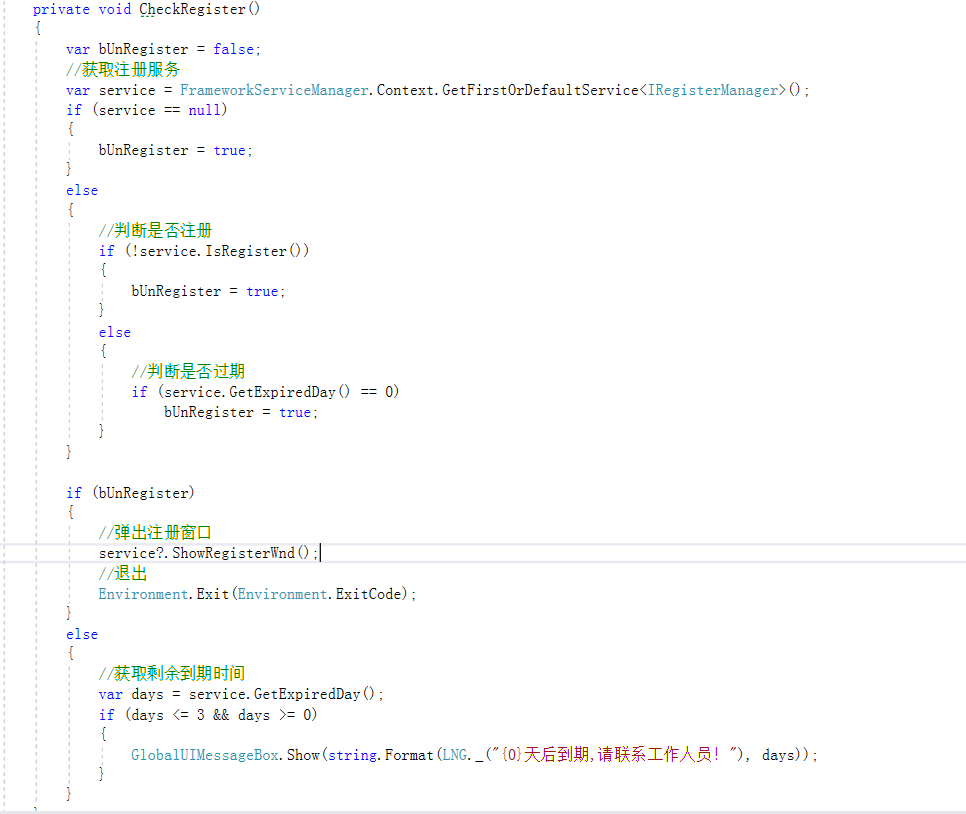 private void CheckRegister()
{
    var bUnRegister = false;
    //获取注册服务
    var service = FrameworkServiceManager.Context.GetFirstOrDefaultService<IRegisterManager>();
    if (service == null)
    {
        bUnRegister = true;
    }
    else
    {
        //判断是否注册
        if (!service.IsRegister())
        {
            bUnRegister = true;
        }
        else
        {
            //判断是否过期
            if (service.GetExpiredDay() == 0)
                bUnRegister = true;
        }
    }

    if (bUnRegister)
    {
        //弹出注册窗口
        service?.ShowRegisterWnd();
        //退出
        Environment.Exit(Environment.ExitCode);
    }
    else
    {
        //获取剩余到期时间
        var days = service.GetExpiredDay();
        if (days <= 3 && days >= 0)
        {
            GlobalUIMessageBox.Show(string.Format(LNG._("{0}天后到期,请联系工作人员! "), days));
        }
    }